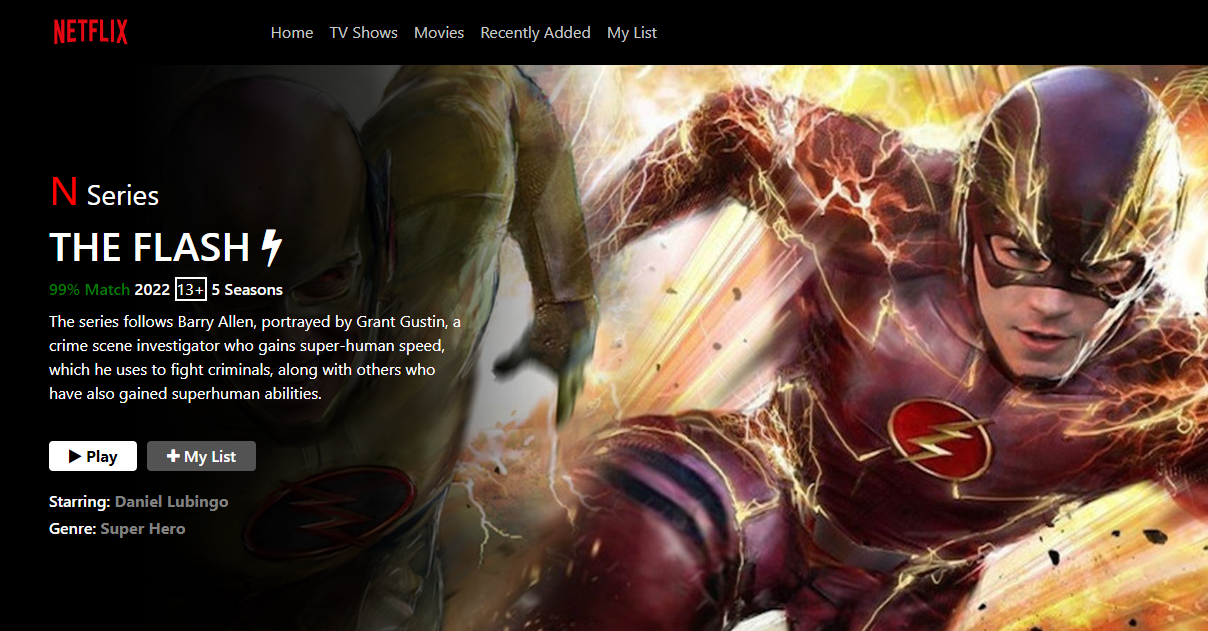 NETFLIX
Home TV Shows Movies Recently Added My List
N Series
THE FLASH
99% Match 2022 13+ 5 Seasons
The series follows Barry Allen, portrayed by Grant Gustin, a
crime scene investigator who gains super-human speed,
which he uses to fight criminals, along with others who
have also gained superhuman abilities.
Play
My List
Starring: Daniel Lubingo
Genre: Super Hero